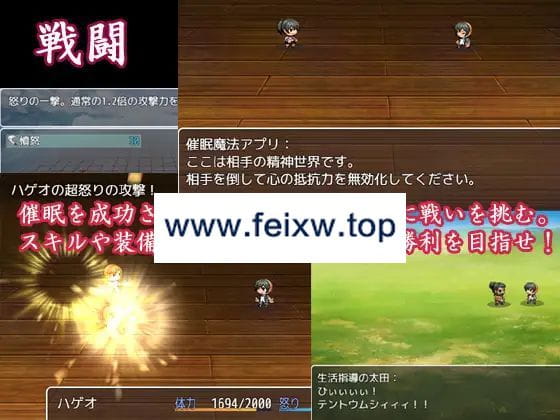 戦闘
怒りの一撃。通常の1.2倍の攻撃力を
憤怒 30
ハゲオの超怒りの攻撃！
催眠魔法アプリ：
ここは相手の精神世界です。
相手を倒して心の抵抗力を無効化してください。
催眠を成功さ に戦いを挑む。
スキルや装備 勝利を目指せ！
www.feixw.top
生活指導の太田：
ひぃぃぃぃ！
テントウムシィィィ！！
ハゲオ 体力 1694/2000 怒り